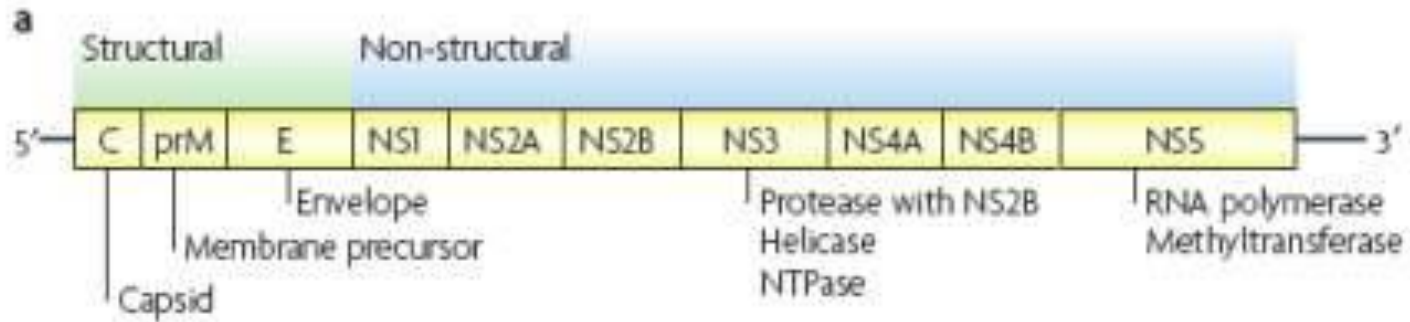 a
Structural Non-structural
5′ C prM E NS1 NS2A NS2B NS3 NS4A NS4B NS5 3′
Envelope
Membrane precursor
Capsid
Protease with NS2B
Helicase
NTPase
RNA polymerase
Methyltransferase